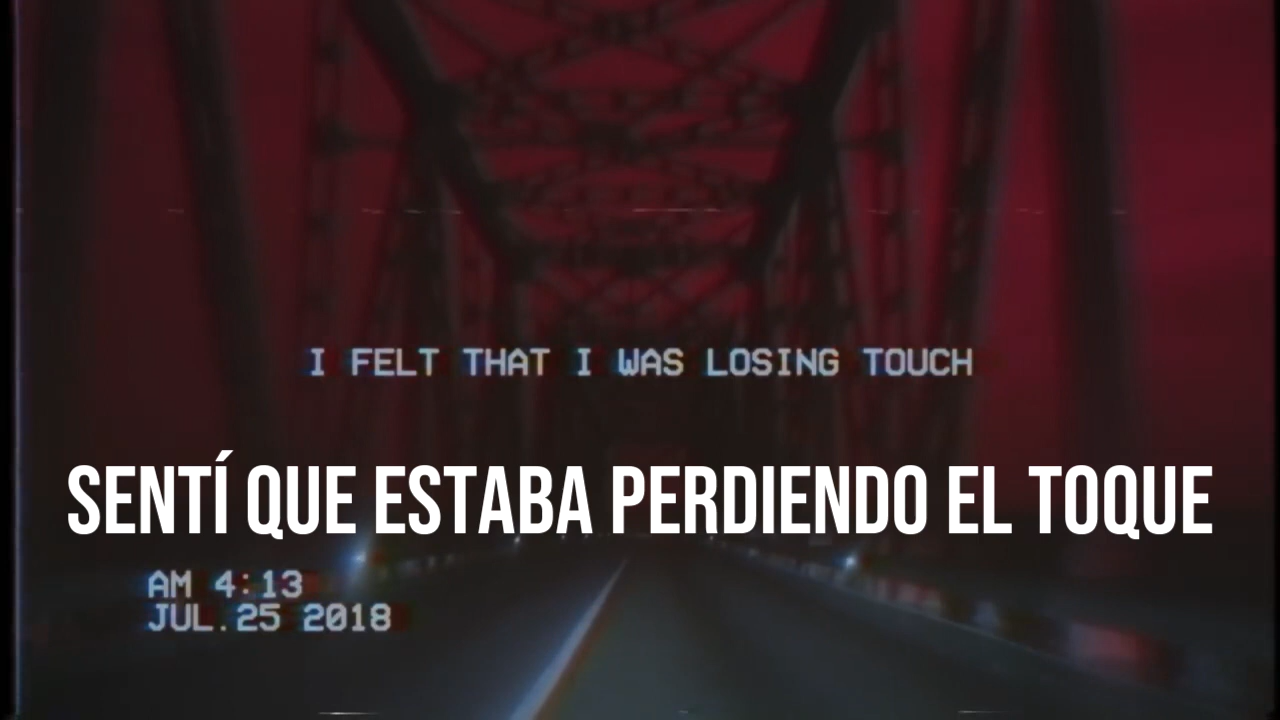 I FELT THAT I WAS LOSING TOUCH
SENTÍ QUE ESTABA PERDIENDO EL TOQUE
AM 4:13
JUL.25 2018